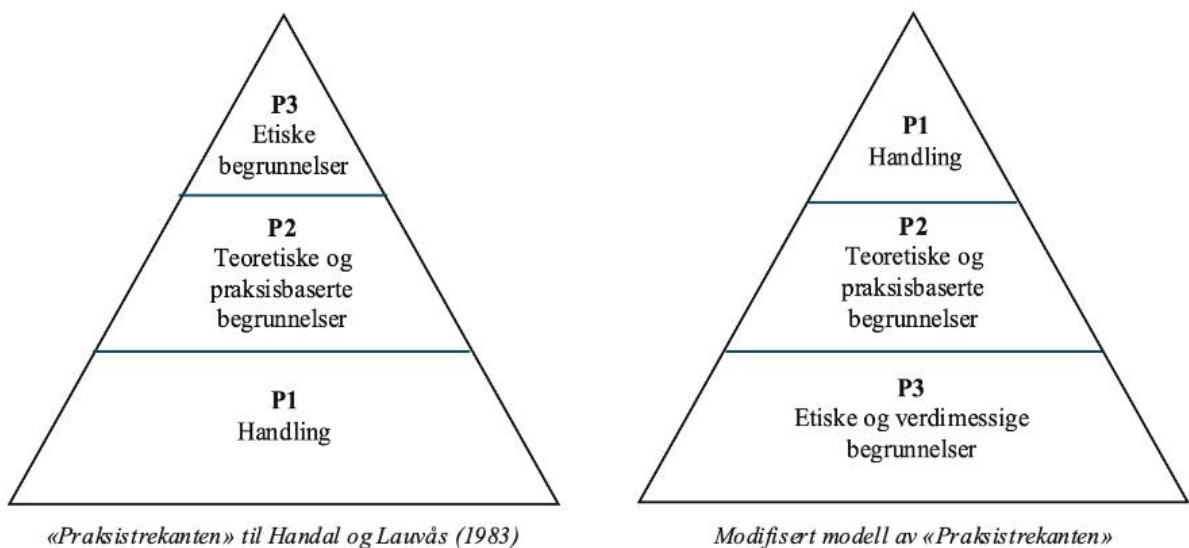 P3
Etiske
begrunnelser
P2
Teoretiske og
praksisbaserte
begrunnelser
P1
Handling
«Praksistrekanten» til Handal og Lauvås (1983)
P1
Handling
P2
Teoretiske og
praksisbaserte
begrunnelser
P3
Etiske og verdimessige
begrunnelser
Modifisert modell av «Praksistrekanten»